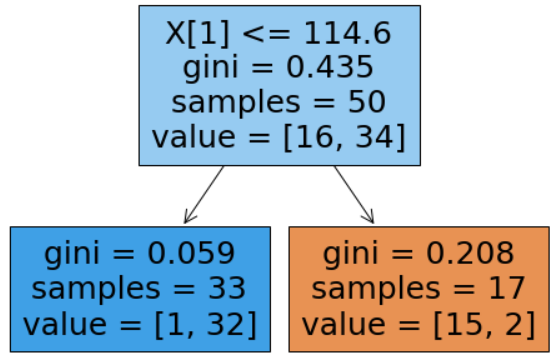 X[1] <= 114.6
gini = 0.435
samples = 50
value = [16, 34]
gini = 0.059
samples = 33
value = [1, 32]
gini = 0.208
samples = 17
value = [15, 2]